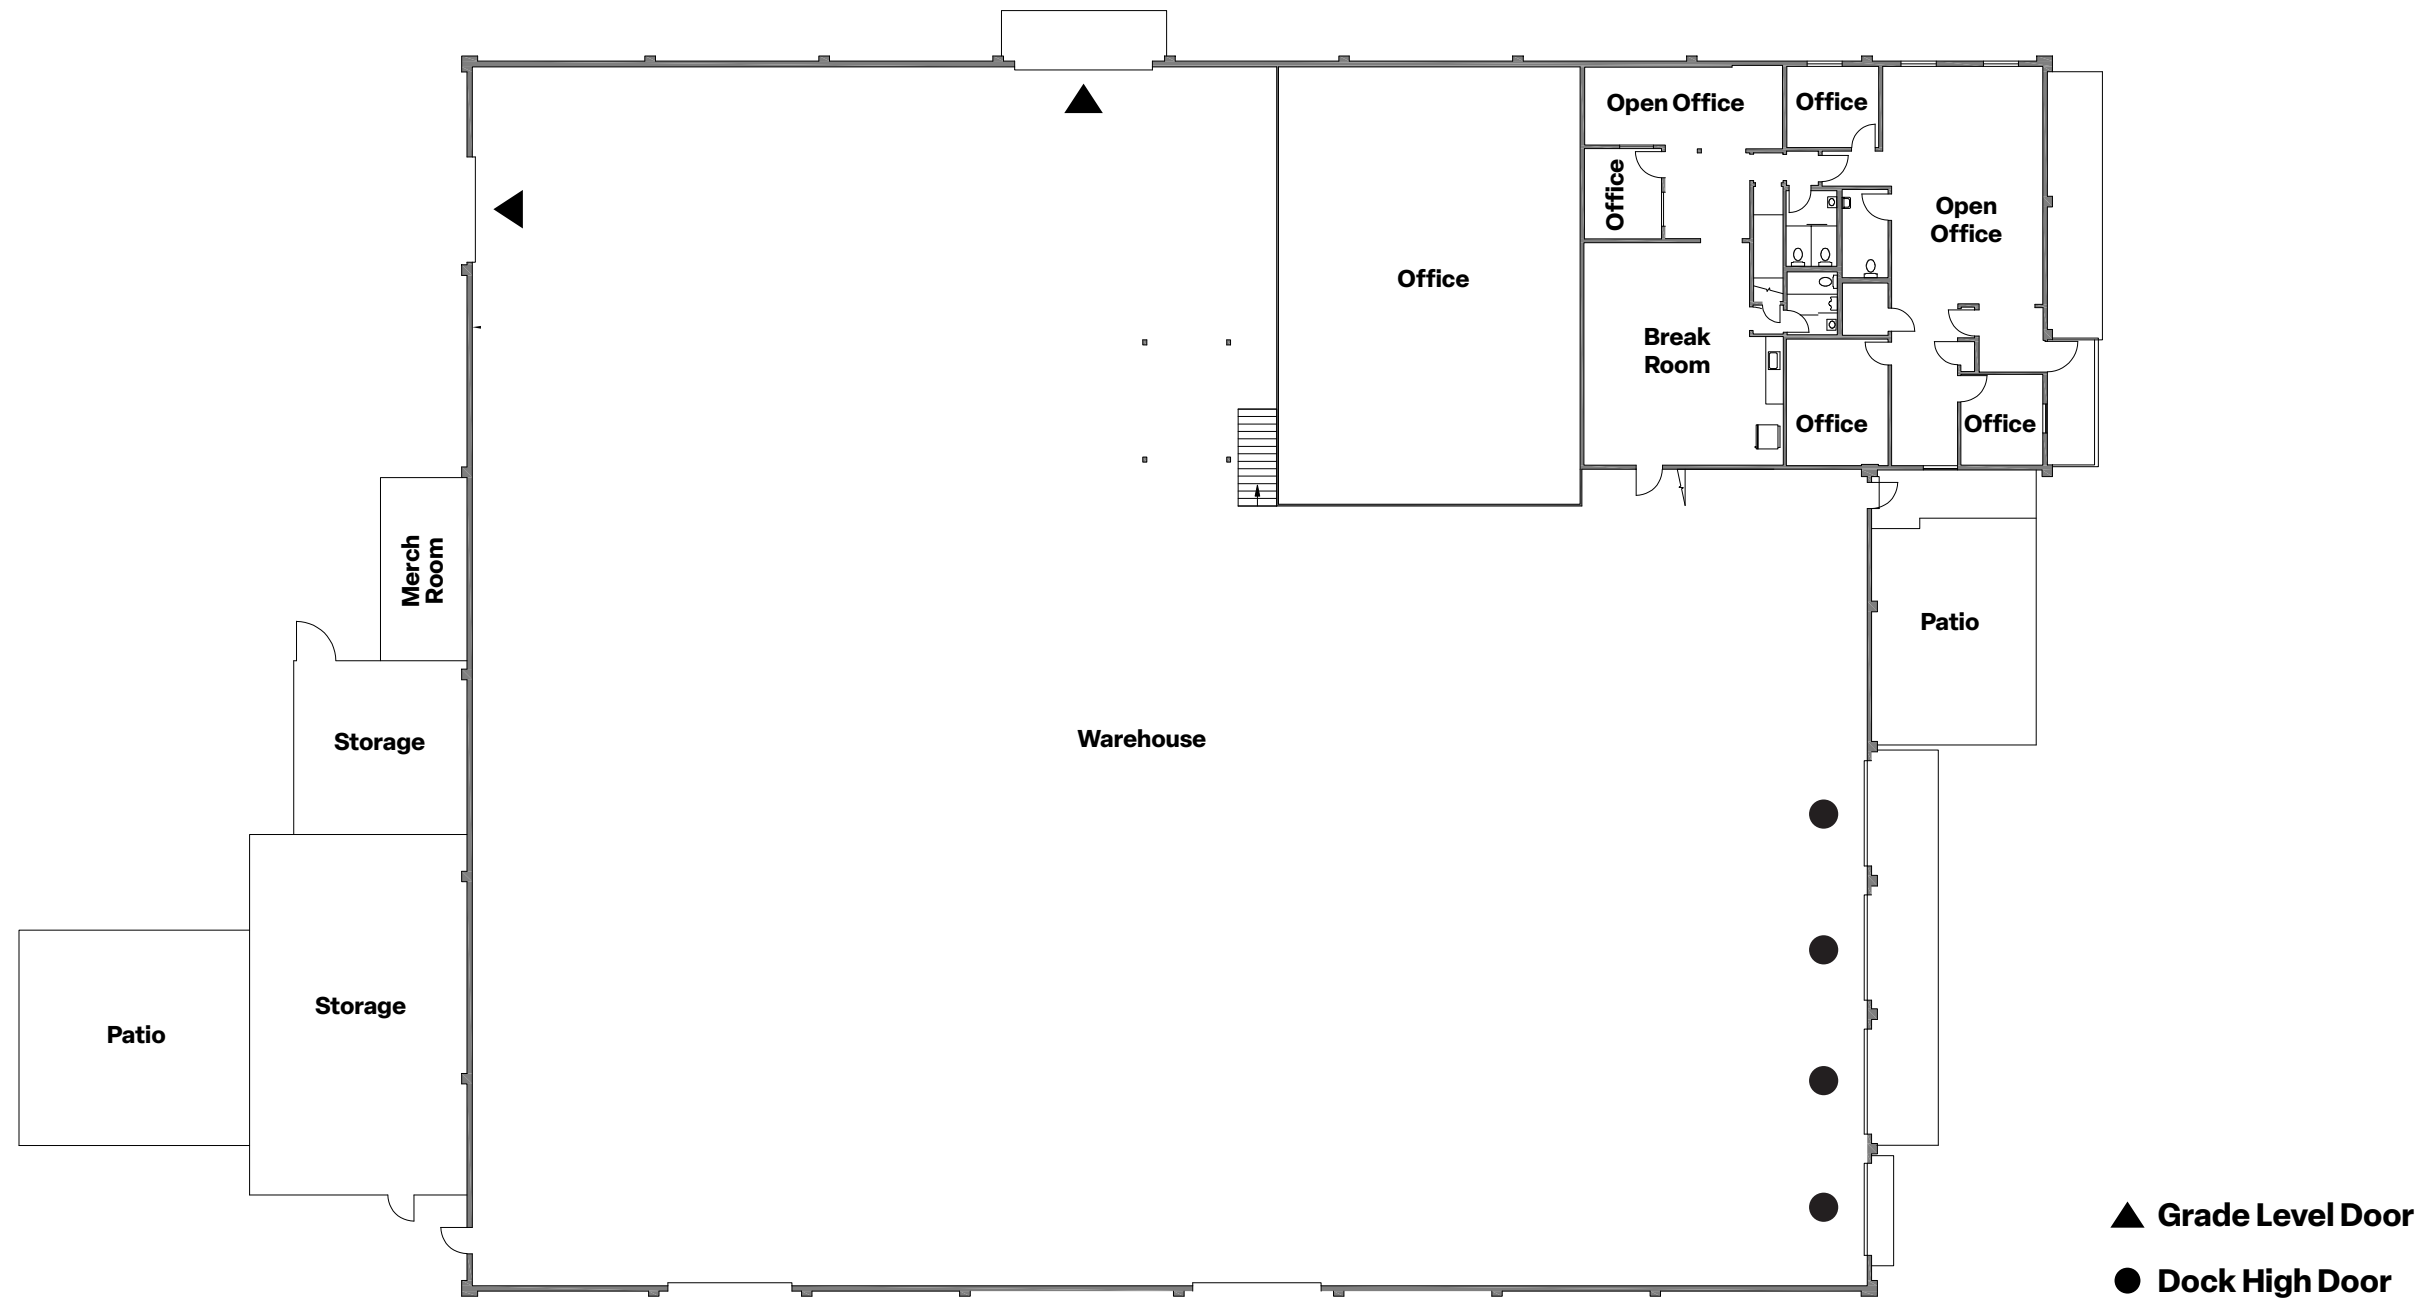 Open Office
Office
Office
Open
Office
Office
Break
Room
Office
Office
Merch
Room
Patio
Storage
Warehouse
Storage
Patio
Grade Level Door
Dock High Door